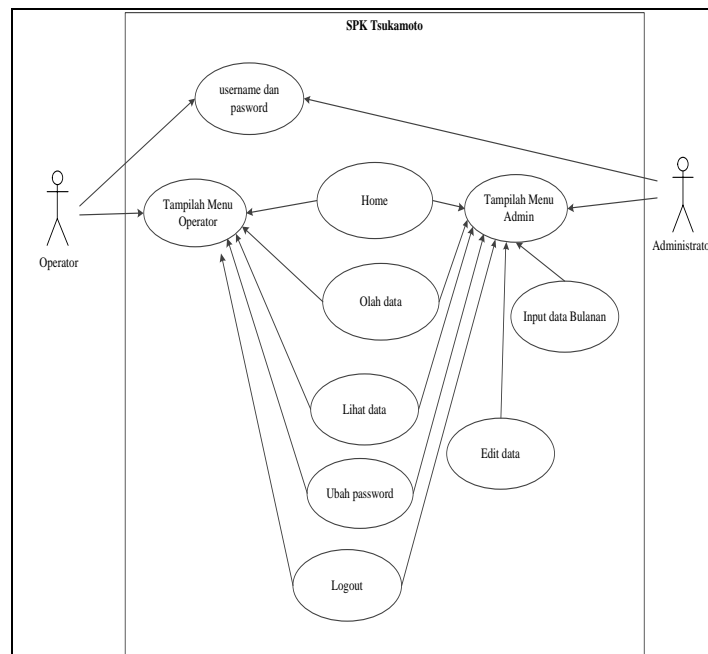 SPK Tsukamoto
username dan
pasword
Tampilah Menu
Operator
Home
Tampilah Menu
Admin
Operator
Administrato
Olah data
Input data Bulanan
Lihat data
Edit data
Ubah password
Logout